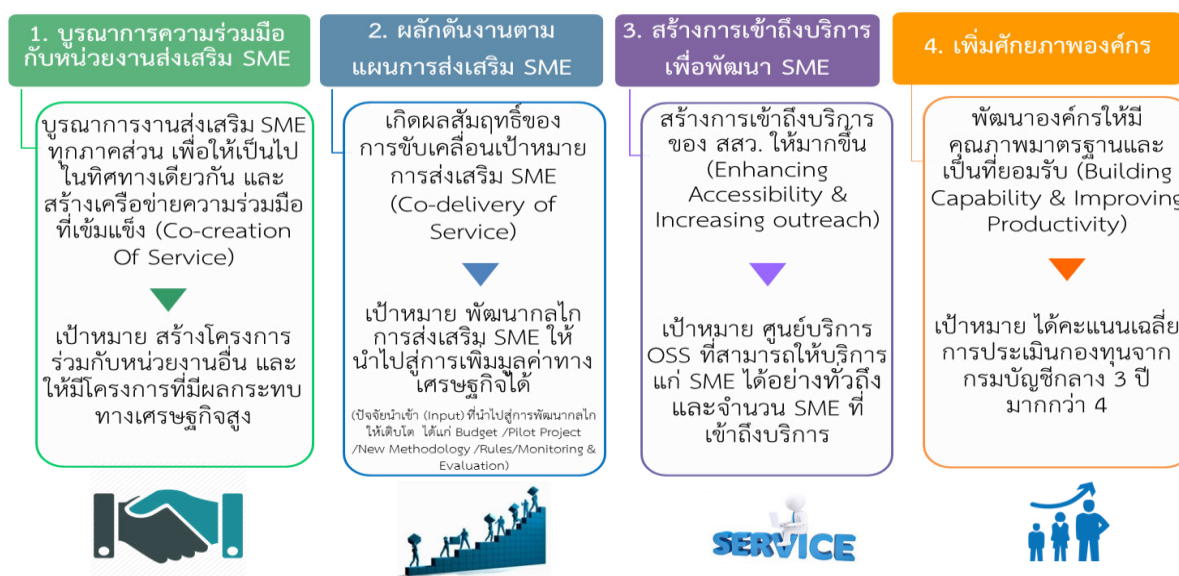 1. บูรณาการความร่วมมือ
กับหน่วยงานส่งเสริม SME
บูรณาการงานส่งเสริม SME
ทุกภาคส่วน เพื่อให้เป็นไป
ในทิศทางเดียวกัน และ
สร้างเครือข่ายความร่วมมือ
ที่เข้มแข็ง (Co-creation
Of Service)
เป้าหมาย สร้างโครงการ
ร่วมกับหน่วยงานอื่น และ
ให้มีโครงการที่มีผลกระทบ
ทางเศรษฐกิจสูง
2. ผลักดันงานตาม
แผนการส่งเสริม SME
เกิดผลสัมฤทธิ์ของ
การขับเคลื่อนเป้าหมาย
การส่งเสริม SME
(Co-delivery of
Service)
เป้าหมาย พัฒนากลไก
การส่งเสริม SME ให้
นำไปสู่การเพิ่มมูลค่าทาง
เศรษฐกิจได้
(ปัจจัยนำเข้า (Input) ที่นำไปสู่การพัฒนากลไก
ให้เติบโต ได้แก่ Budget /Pilot Project
/New Methodology /Rules/Monitoring &
Evaluation)
3. สร้างการเข้าถึงบริการ
เพื่อพัฒนา SME
สร้างการเข้าถึงบริการ
ของ สสว. ให้มากขึ้น
(Enhancing
Accessibility &
Increasing outreach)
เป้าหมาย ศูนย์บริการ
OSS ที่สามารถให้บริการ
แก่ SME ได้อย่างทั่วถึง
และจำนวน SME ที่
เข้าถึงบริการ
SERVICE
4. เพิ่มศักยภาพองค์กร
พัฒนาองค์กรให้มี
คุณภาพมาตรฐานและ
เป็นที่ยอมรับ (Building
Capability & Improving
Productivity)
เป้าหมาย ได้คะแนนเฉลี่ย
การประเมินกองทุนจาก
กรมบัญชีกลาง 3 ปี
มากกว่า 4